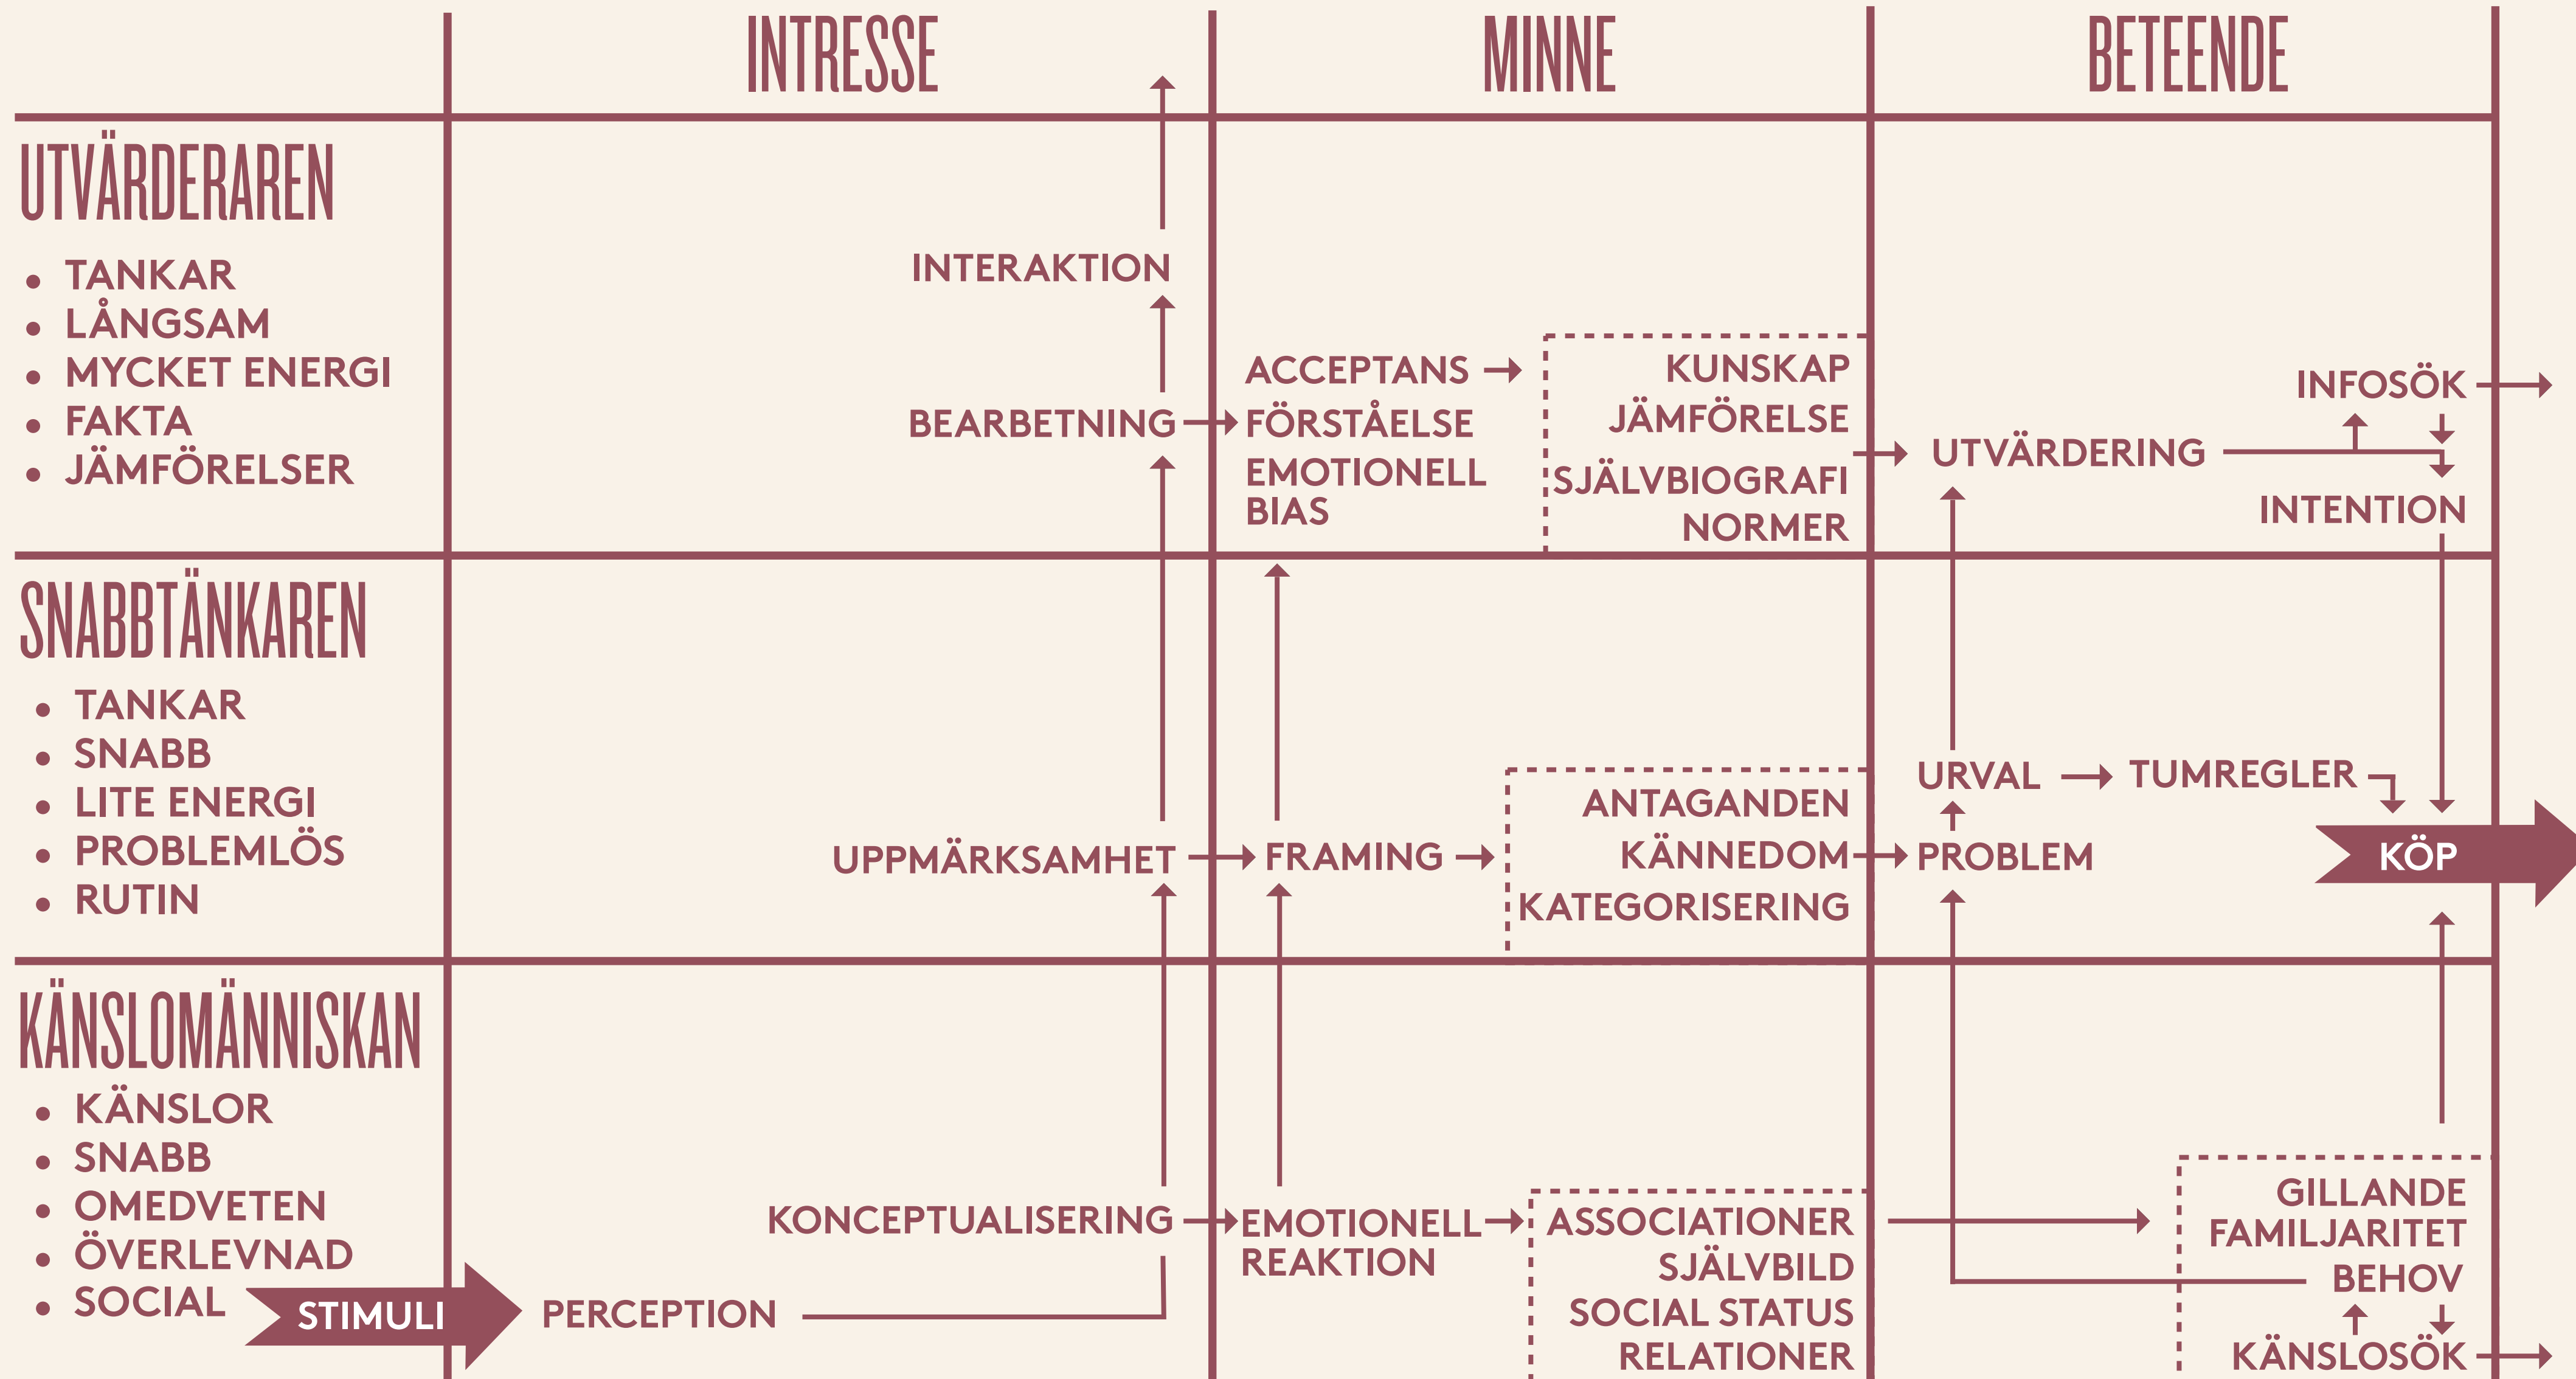 INTRESSE
MINNE
BETEENDE
UTVÄRDERAREN
TANKAR
LÅNGSAM
MYCKET ENERGI
FAKTA
JÄMFÖRELSER
INTERAKTION
BEARBETNING
ACCEPTANS
FÖRSTÅELSE
EMOTIONELL
BIAS
KUNSKAP
JÄMFÖRELSE
SJÄLVBIOGRAFI
NORMER
UTVÄRDERING
INFOSÖK
INTENTION
SNABBTÄNKAREN
TANKAR
SNABB
LITE ENERGI
PROBLEMLÖS
RUTIN
UPPMÄRKSAMHET
FRAMING
ANTAGANDEN
KÄNNEDOM
KATEGORISERING
URVAL
TUMREGLER
PROBLEM
KÖP
KÄNSLOMÄNNISKAN
KÄNSLOR
SNABB
OMEDVETEN
ÖVERLEVNAD
SOCIAL
STIMULI
PERCEPTION
KONCEPTUALISERING
EMOTIONELL
REAKTION
ASSOCIATIONER
SJÄLVBILD
SOCIAL STATUS
RELATIONER
GILLANDE
FAMILJARITET
BEHOV
KÄNSLOSÖK